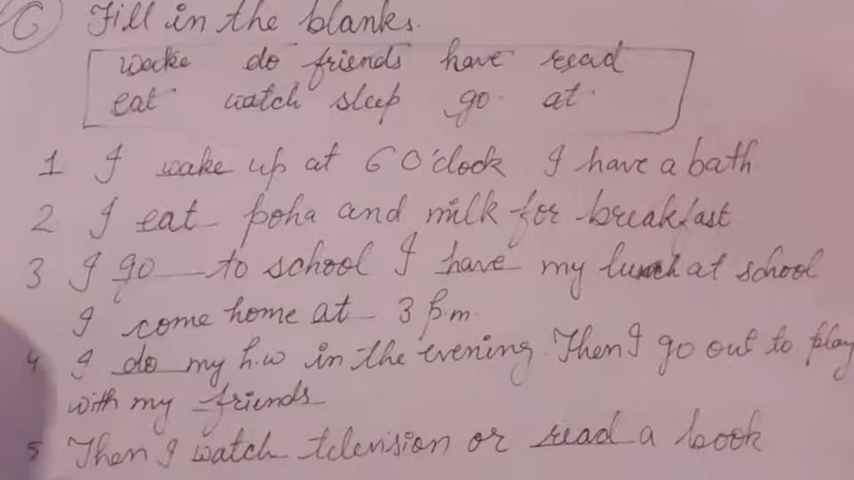 C Fill in the blanks.
wake do friends have read
eat watch sleep go at
1 I wake up at 6 O'clock I have a bath
2 I eat poha and milk for breakfast
3 I go to school I have my lunch at school
I come home at 3 p.m.
4 I do my h.w in the evening. Then I go out to play
with my friends
5 Then I watch television or read a book